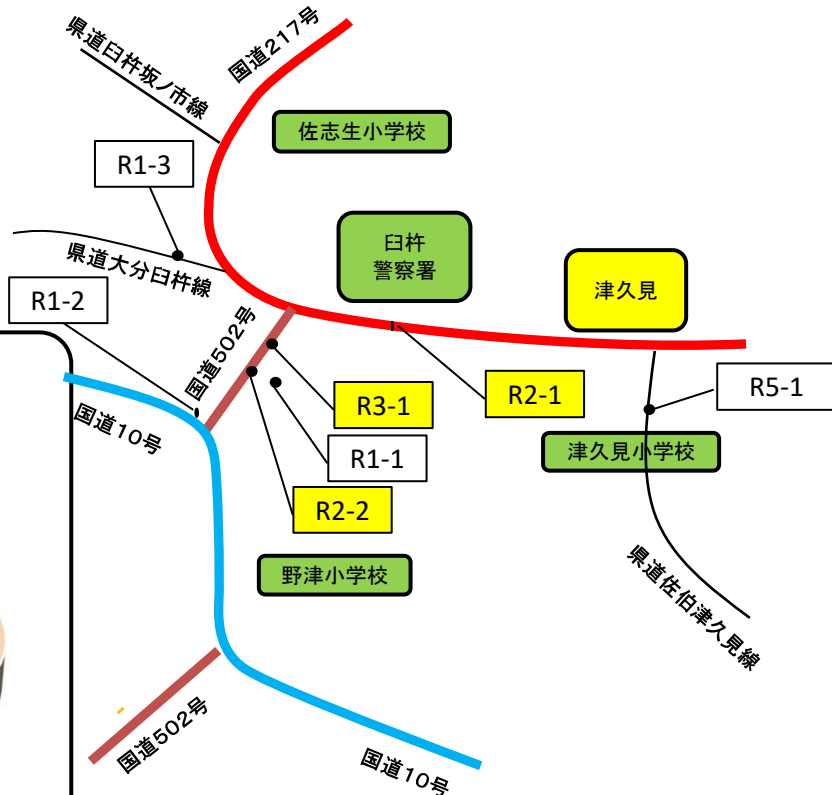 県道臼杵坂ノ市線
国道217号
佐志生小学校
R1-3
臼杵
警察署
県道大分臼杵線
津久見
R1-2
国道502号
R3-1
R2-1
R5-1
国道10号
R1-1
津久見小学校
R2-2
野津小学校
県道佐伯津久見線
国道502号
国道10号